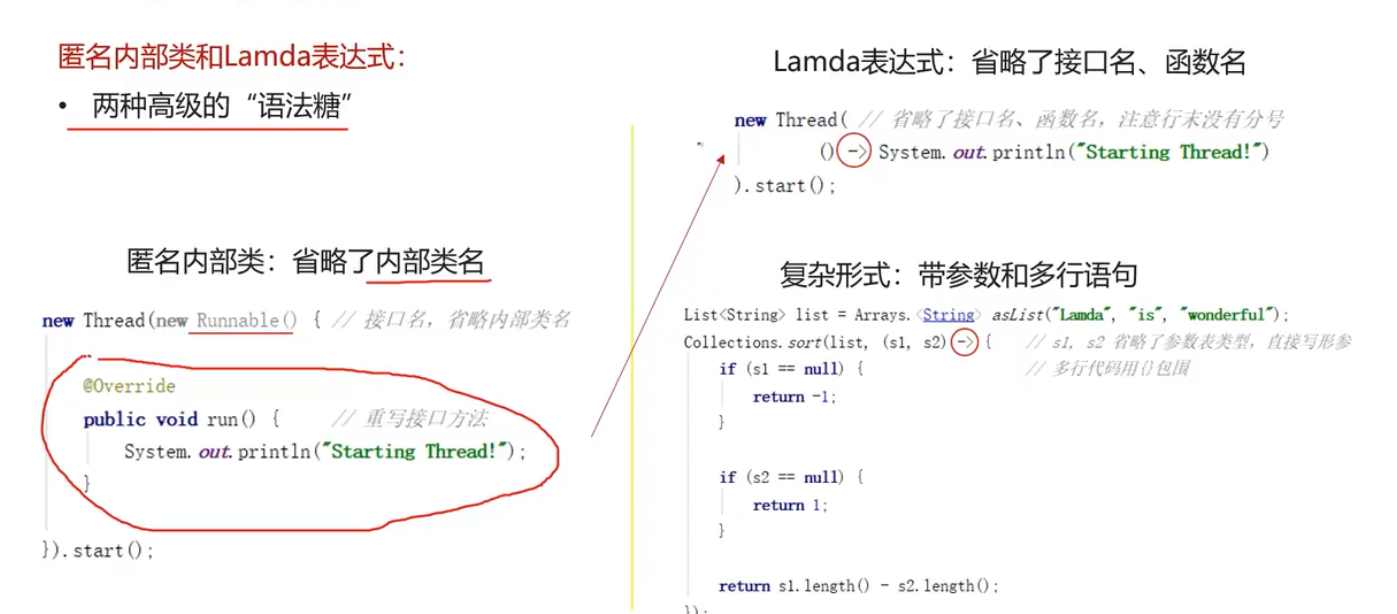 匿名内部类和Lamda表达式：
• 两种高级的“语法糖”
匿名内部类：省略了内部类名
new Thread(new Runnable() { // 接口名，省略内部类名
@Override
public void run() { // 重写接口方法
System.out.println("Starting Thread!");
}
}).start();
Lamda表达式：省略了接口名、函数名
new Thread( // 省略了接口名、函数名，注意行末没有分号
() -> System.out.println("Starting Thread!")
).start();
复杂形式：带参数和多行语句
List<String> list = Arrays.<String> asList("Lamda", "is", "wonderful");
Collections.sort(list, (s1, s2) -> { // s1, s2 省略了参数表类型，直接写形参
if (s1 == null) { // 多行代码用{}包围
return -1;
}
if (s2 == null) {
return 1;
}
return s1.length() - s2.length();
});